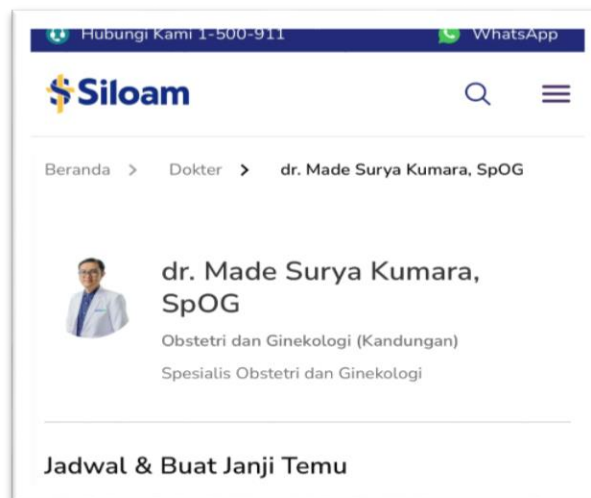 Hubungi Kami 1-500-911 WhatsApp
Siloam
Beranda > Dokter > dr. Made Surya Kumara, SpOG
dr. Made Surya Kumara,
SpOG
Obstetri dan Ginekologi (Kandungan)
Spesialis Obstetri dan Ginekologi
Jadwal & Buat Janji Temu